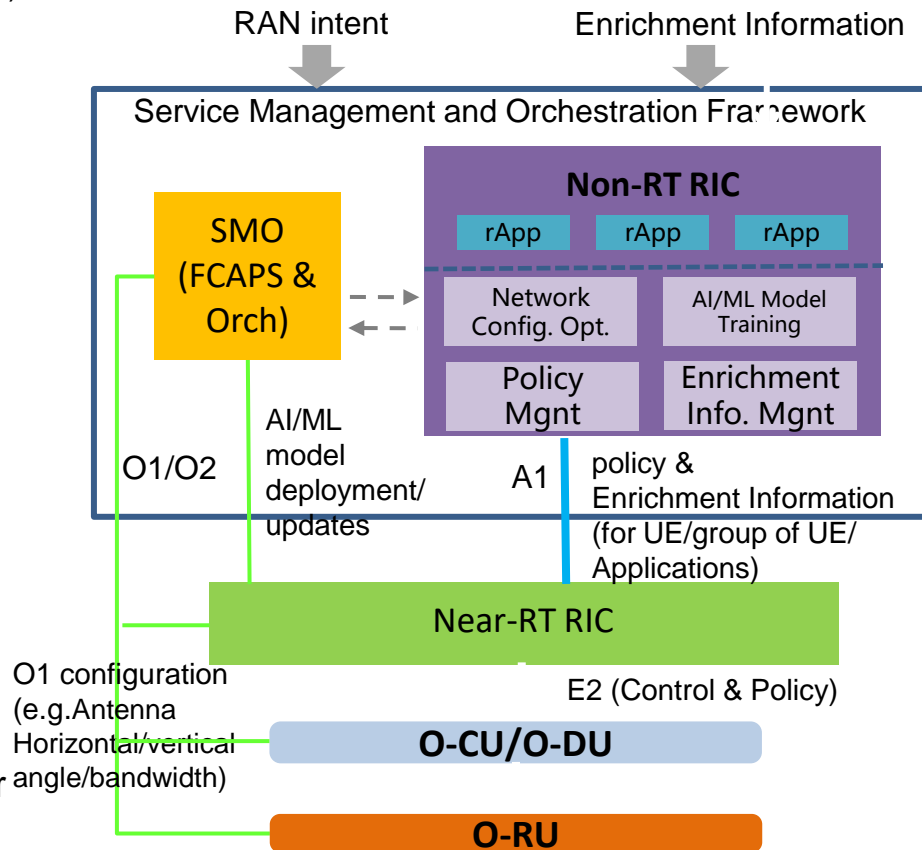 RAN intent
Enrichment Information
Service Management and Orchestration Framework
Non-RT RIC
rApp
rApp
rApp
SMO
(FCAPS &
Orch)
Network
Config. Opt.
AI/ML Model
Training
Policy
Mgnt
Enrichment
Info. Mgnt
O1/O2
AI/ML
model
deployment/
updates
A1
policy &
Enrichment Information
(for UE/group of UE/
Applications)
Near-RT RIC
O1 configuration
(e.g.Antenna
Horizontal/vertical
angle/bandwidth)
E2 (Control & Policy)
O-CU/O-DU
O-RU